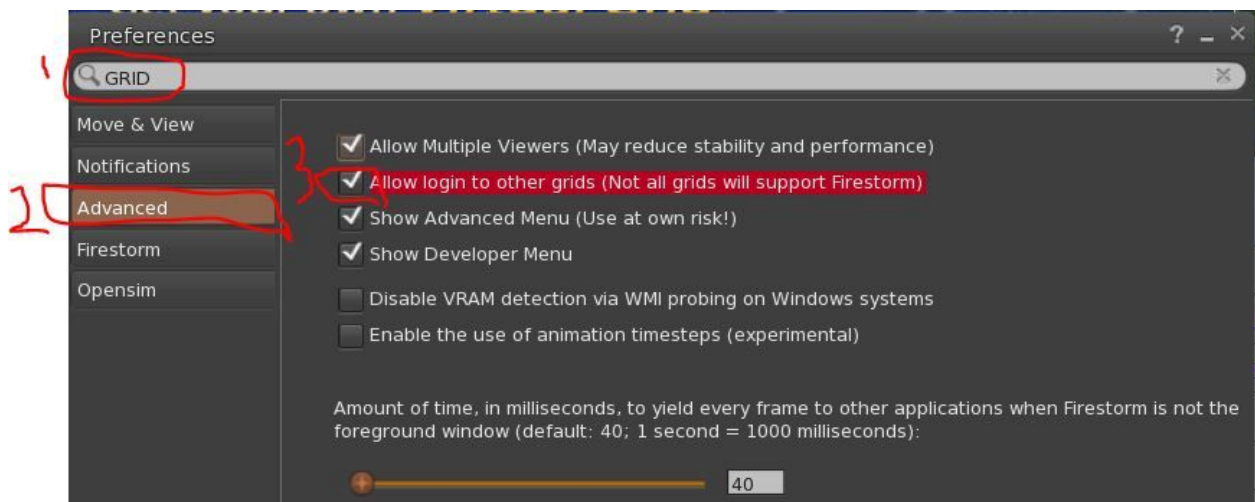 Preferences
? _ ×
1
GRID
Move & View
Notifications
2
Advanced
Firestorm
Opensim
3
Allow Multiple Viewers (May reduce stability and performance)
Allow login to other grids (Not all grids will support Firestorm)
Show Advanced Menu (Use at own risk!)
Show Developer Menu
Disable VRAM detection via WMI probing on Windows systems
Enable the use of animation timesteps (experimental)
Amount of time, in milliseconds, to yield every frame to other applications when Firestorm is not the
foreground window (default: 40; 1 second = 1000 milliseconds):
40